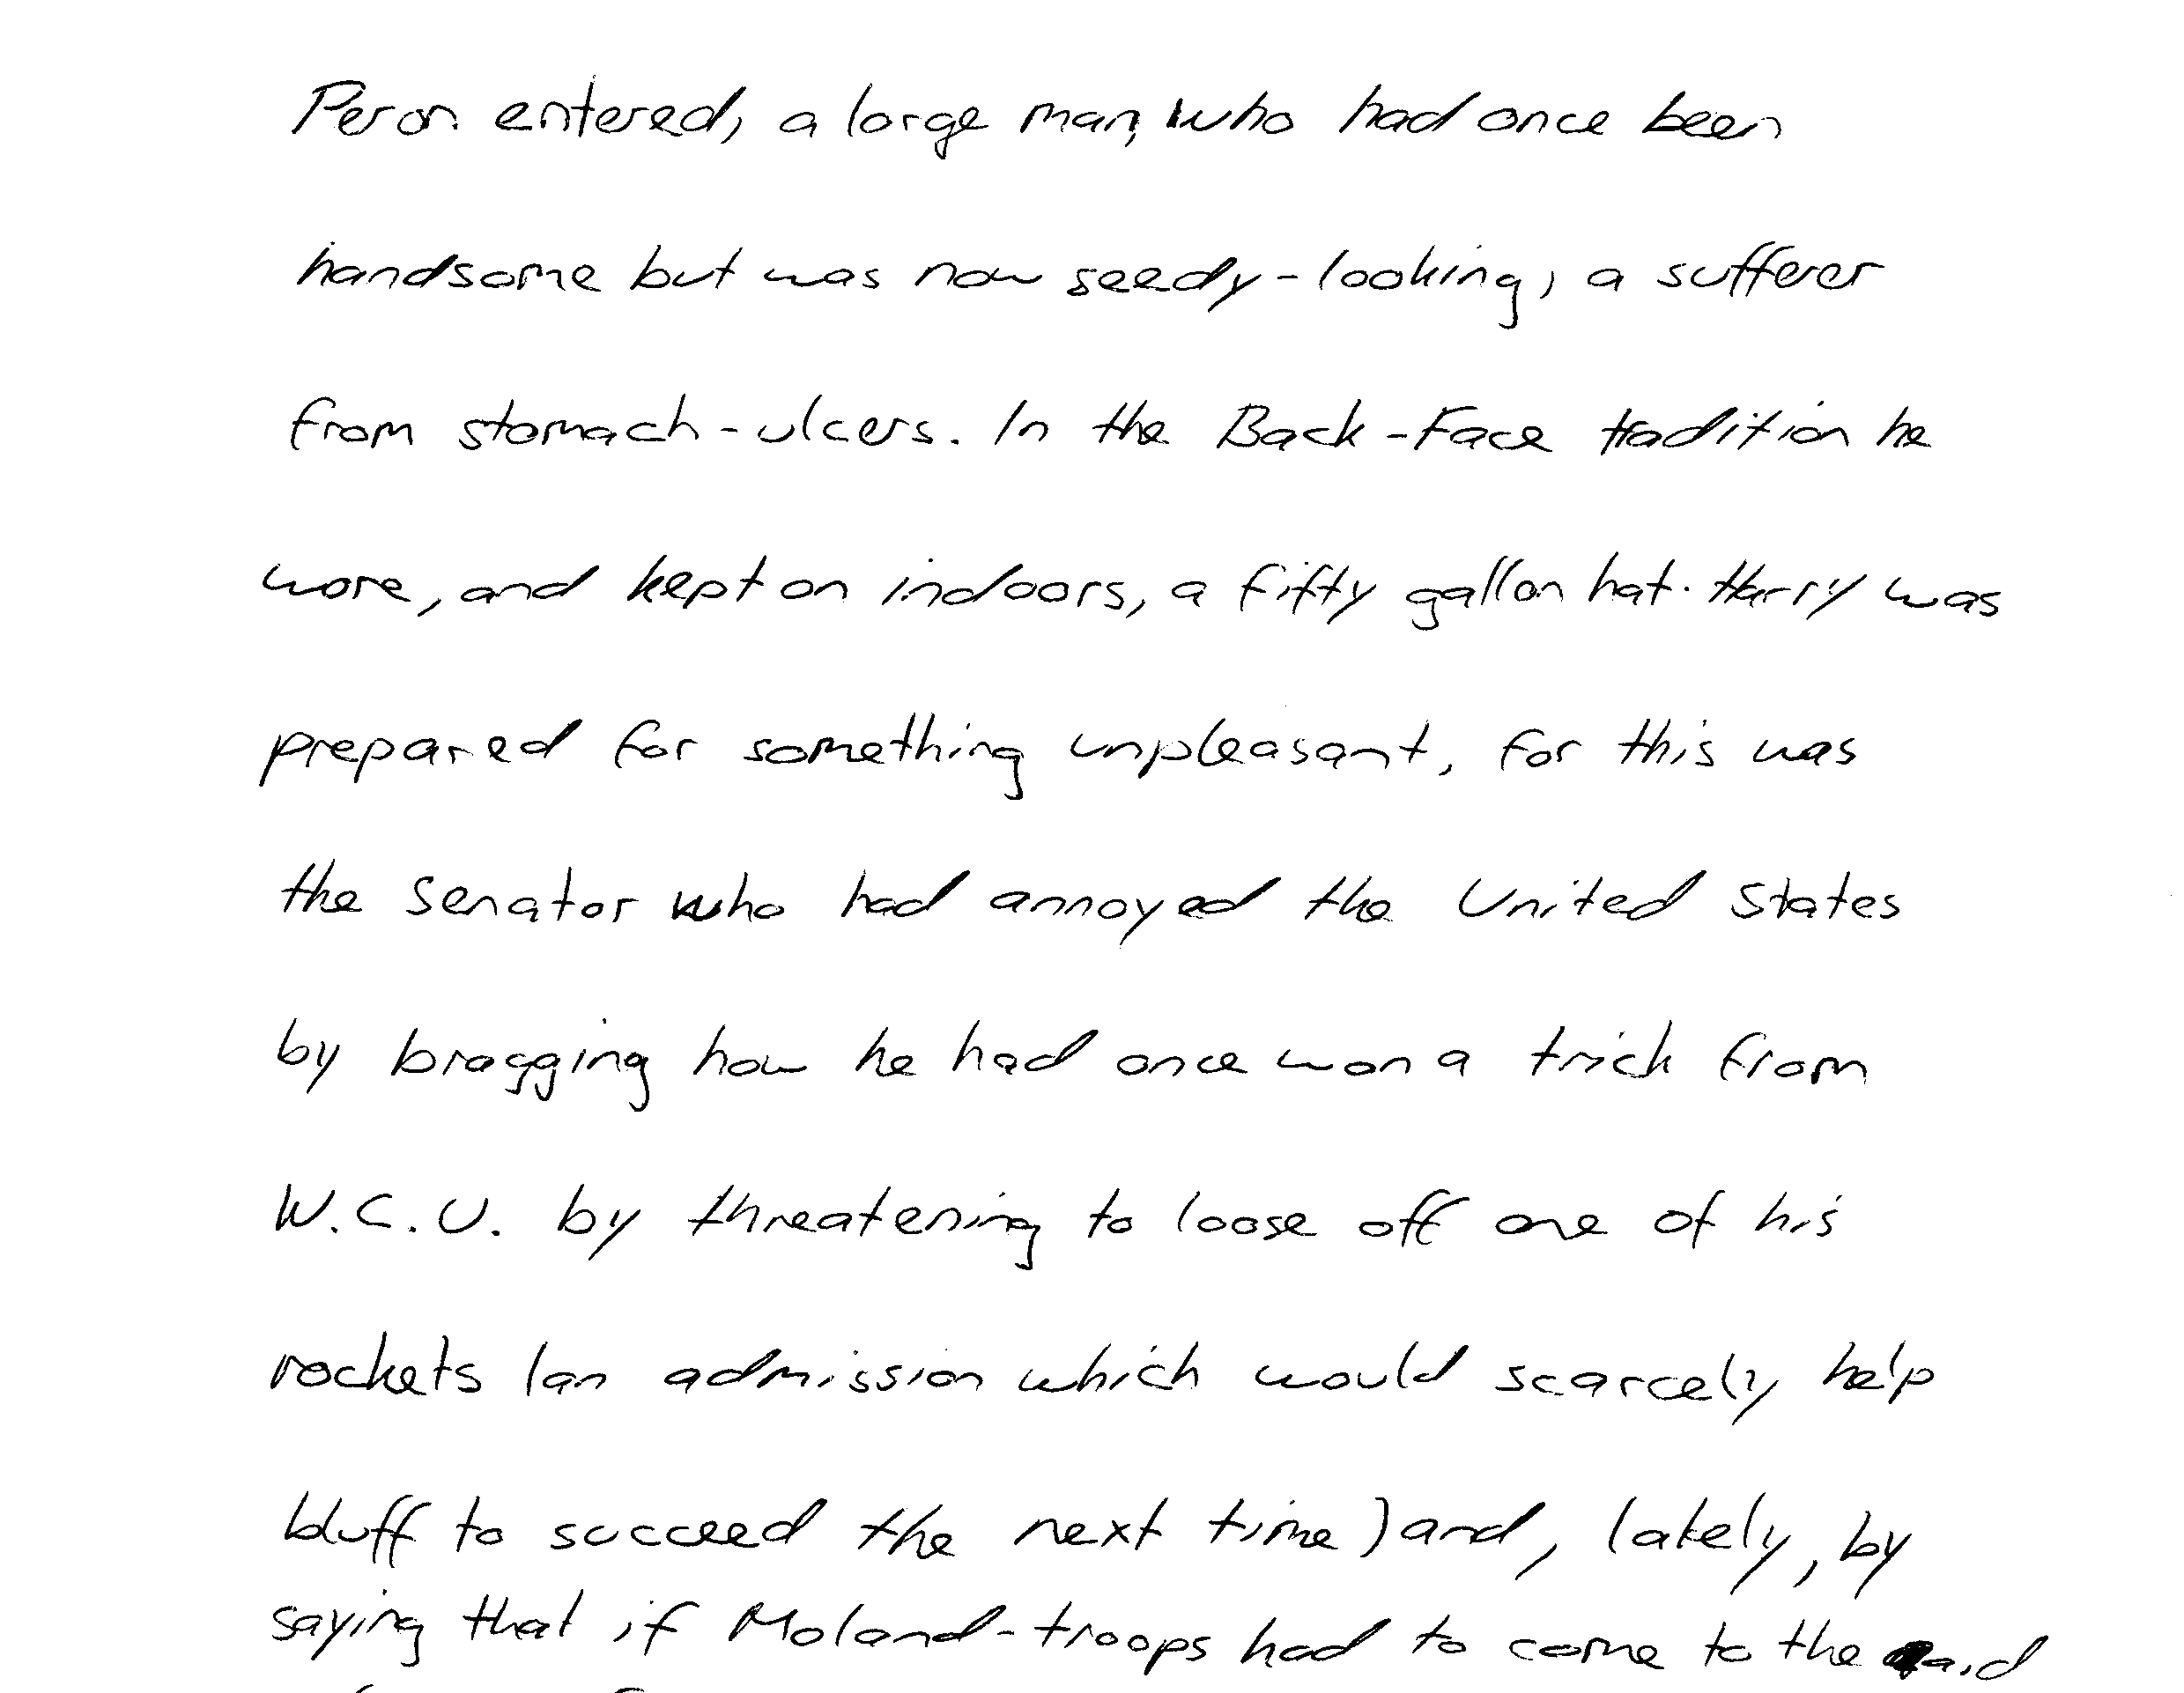 Peron entered, a large man, who had once been
handsome but was now seedy-looking, a sufferer
from stomach-ulcers. In the Back-Face tradition he
wore, and kept on indoors, a fifty gallon hat. Harry was
prepared for something unpleasant, for this was
the Senator who had annoyed the United States
by bragging how he had once won a trick from
W.C.U. by threatening to loose off one of his
rockets (an admission which would scarcely help
bluff to succeed the next time) and, lately, by
saying that if Moland-troops had to come to the aid